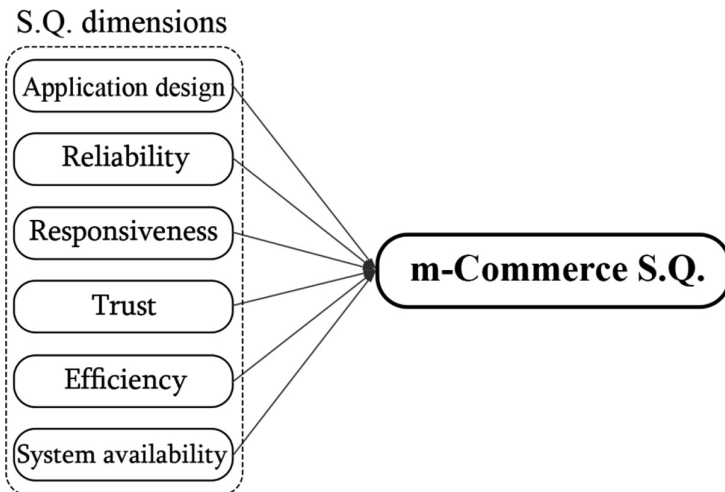 S.Q. dimensions
Application design
Reliability
Responsiveness
Trust
Efficiency
System availability
m-Commerce S.Q.